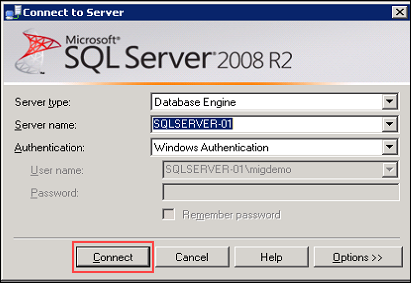 Connect to Server
Microsoft®
SQL Server® 2008 R2
Server type: Database Engine
Server name: SQLSERVER-01
Authentication: Windows Authentication
User name: SQLSERVER-01\migdemo
Password:
Remember password
Connect Cancel Help Options >>